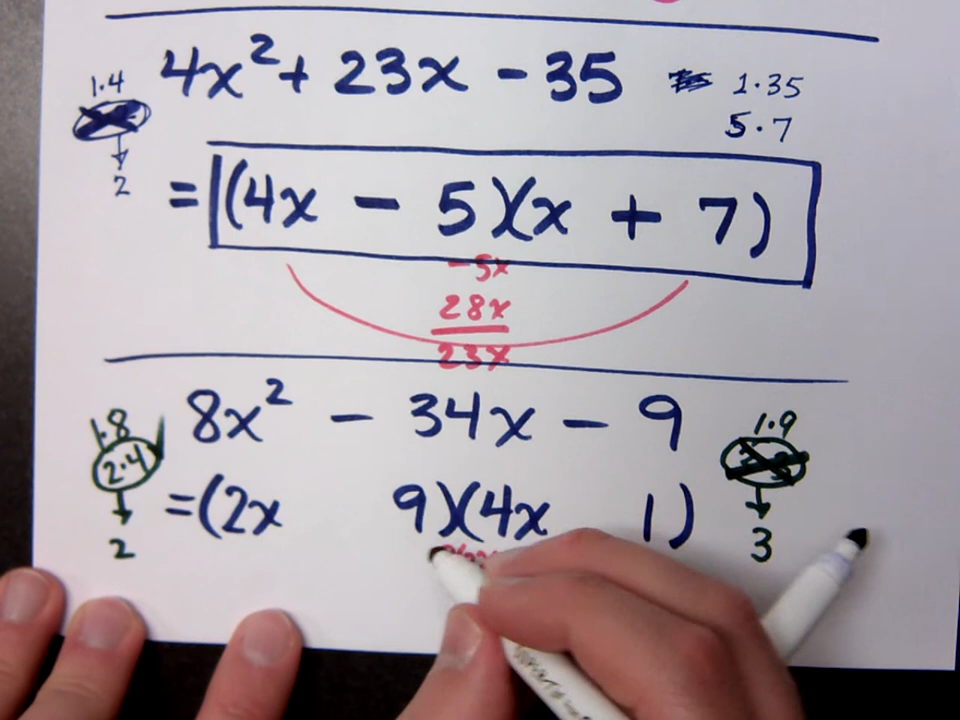 4x² + 23x - 35
1·4
2
1·35
5·7
= (4x - 5)(x + 7)
-5x
28x
23x
8x² - 34x - 9
1·8
2·4
2
1·9
3
= (2x 9)(4x 1)